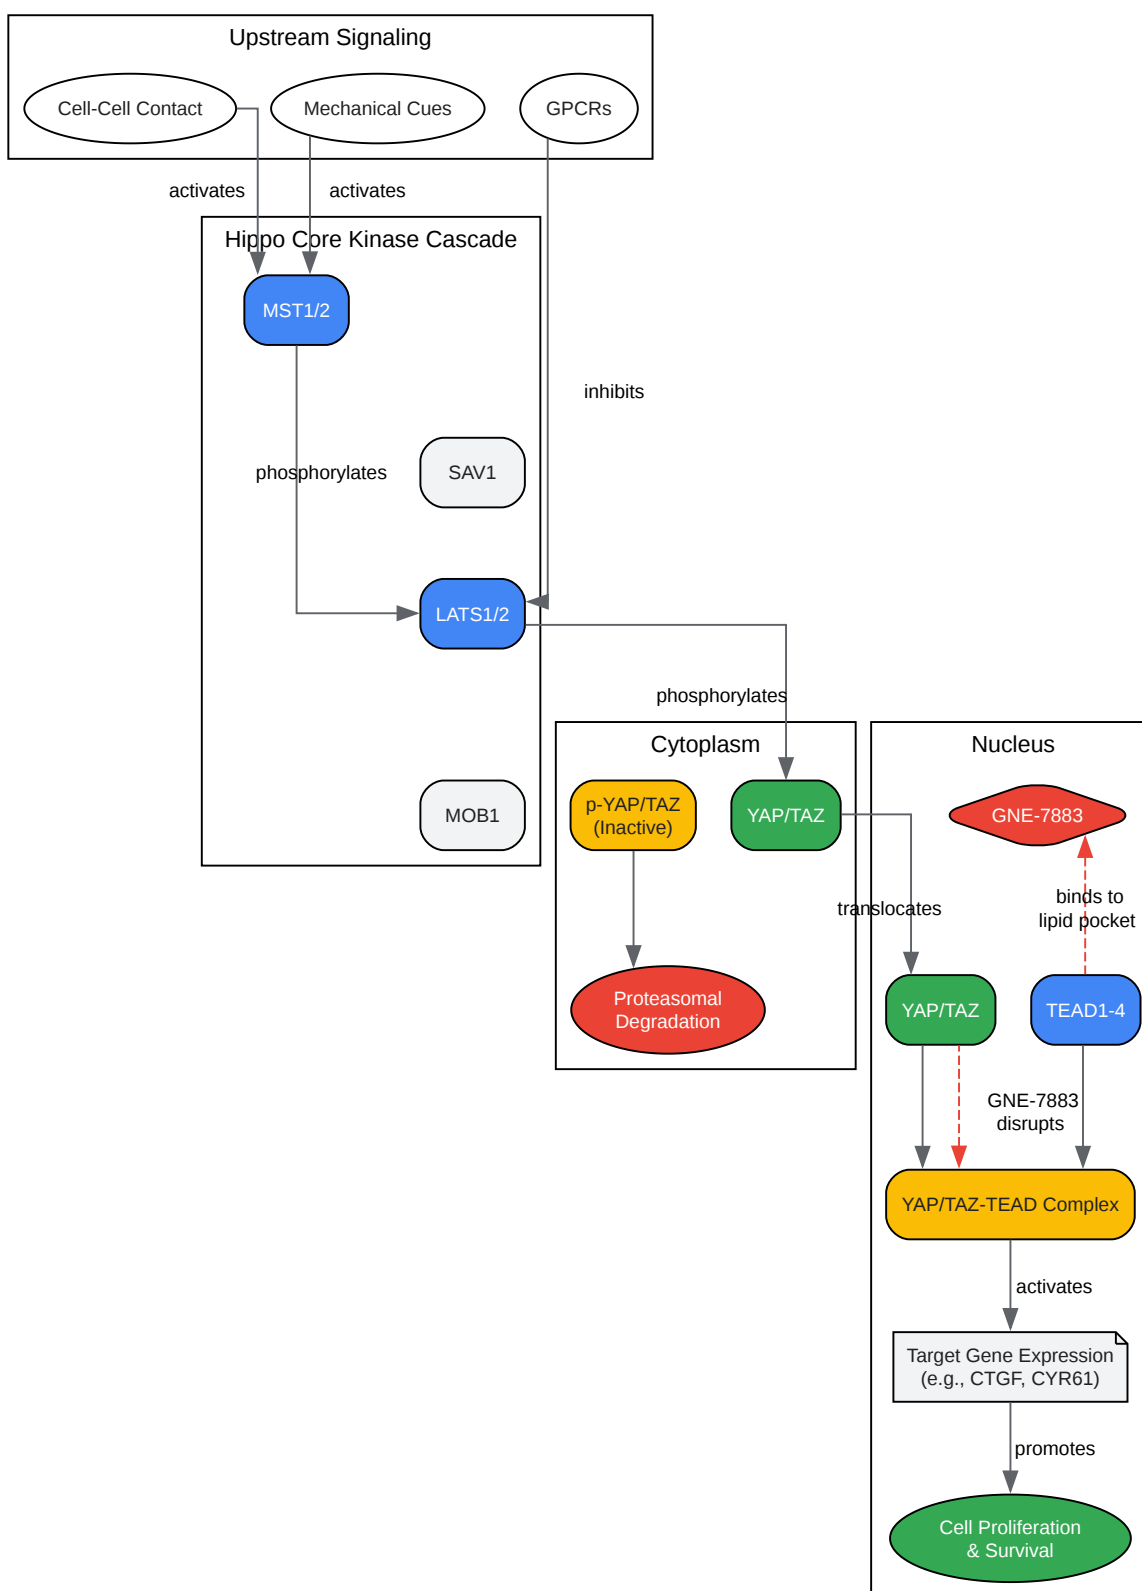 Upstream Signaling
Cell-Cell Contact
Mechanical Cues
GPCRs
activates
activates
Hippo Core Kinase Cascade
MST1/2
inhibits
phosphorylates
SAV1
LATS1/2
phosphorylates
MOB1
Cytoplasm
p-YAP/TAZ
(Inactive)
YAP/TAZ
Proteasomal
Degradation
translocates
Nucleus
GNE-7883
binds to
lipid pocket
YAP/TAZ
TEAD1-4
GNE-7883
disrupts
YAP/TAZ-TEAD Complex
activates
Target Gene Expression
(e.g., CTGF, CYR61)
promotes
Cell Proliferation
& Survival